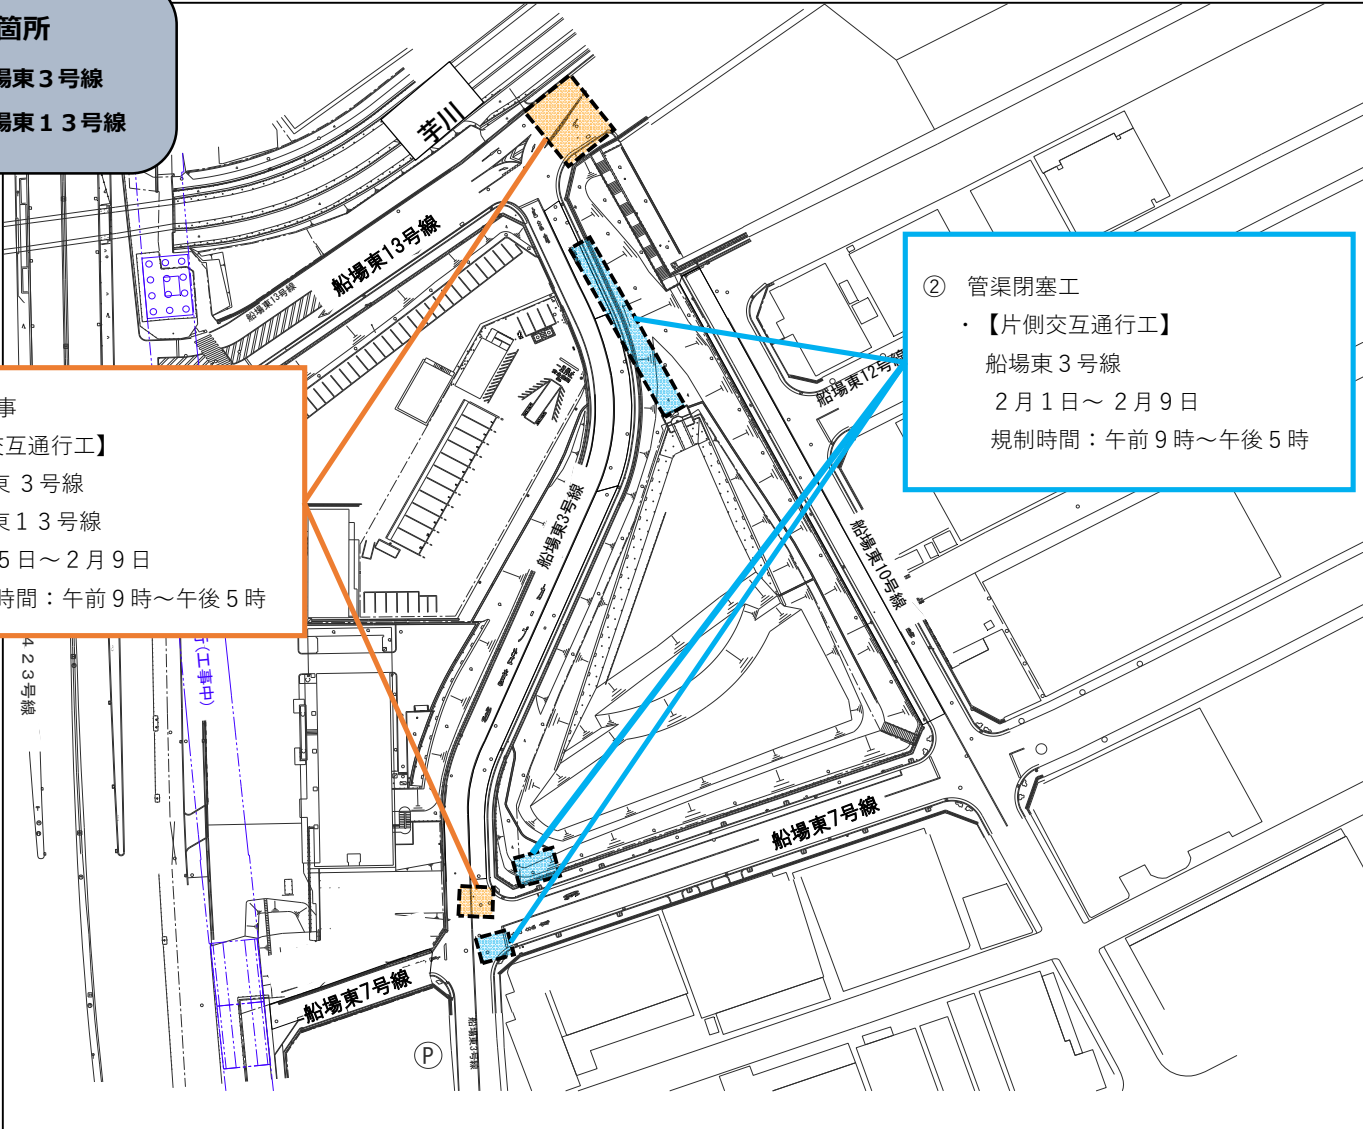 箇所
場東３号線
場東１３号線
芋川
船場東13号線
船場東13号線
② 管渠閉塞工
・【片側交互通行工】
船場東３号線
２月１日～２月９日
規制時間：午前９時～午後５時
船場東12号線
事
交互通行工】
東３号線
東１３号線
５日～２月９日
時間：午前９時～午後５時
船場東3号線
船場東10号線
４２３号線
(工事中)
船場東7号線
船場東7号線
船場東3号線
Ⓟ